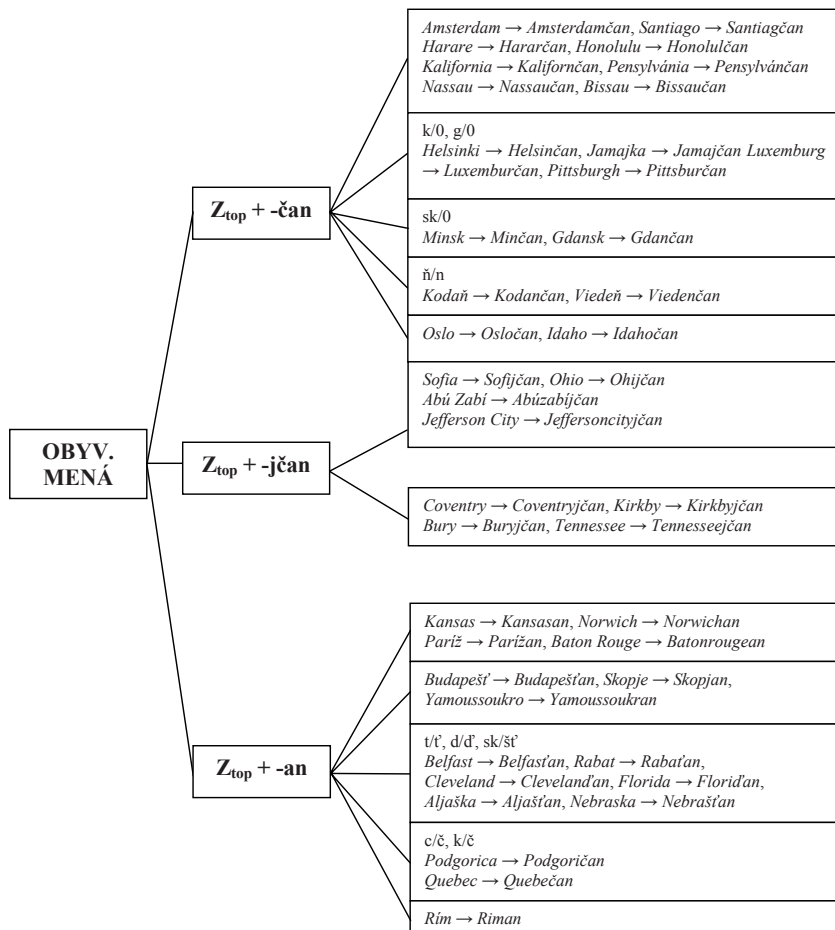 Amsterdam → Amsterdamčan, Santiago → Santiagčan
Harare → Hararčan, Honolulu → Honolulčan
Kalifornia → Kalifornčan, Pensylvánia → Pensylvánčan
Nassau → Nassaučan, Bissau → Bissaučan
k/0, g/0
Helsinki → Helsinčan, Jamajka → Jamajčan Luxemburg
→ Luxemburčan, Pittsburgh → Pittsburčan
Z_top + -čan
sk/0
Minsk → Minčan, Gdansk → Gdančan
ň/n
Kodaň → Kodančan, Viedeň → Viedenčan
Oslo → Osločan, Idaho → Idahočan
Sofia → Sofijčan, Ohio → Ohijčan
Abú Zabí → Abúzabíjčan
Jefferson City → Jeffersoncityjčan
OBYV.
MENÁ
Z_top + -jčan
Coventry → Coventryjčan, Kirkby → Kirkbyjčan
Bury → Buryjčan, Tennessee → Tennesseejčan
Kansas → Kansasan, Norwich → Norwichan
Paríž → Parížan, Baton Rouge → Batonrougean
Budapešť → Budapešťan, Skopje → Skopjan,
Yamoussoukro → Yamoussoukran
Z_top + -an
t/ť, d/ď, sk/šť
Belfast → Belfasťan, Rabat → Rabaťan,
Cleveland → Clevelanďan, Florida → Floriďan,
Aljaška → Aljašťan, Nebraska → Nebrašťan
c/č, k/č
Podgorica → Podgoričan
Quebec → Quebečan
Rím → Riman